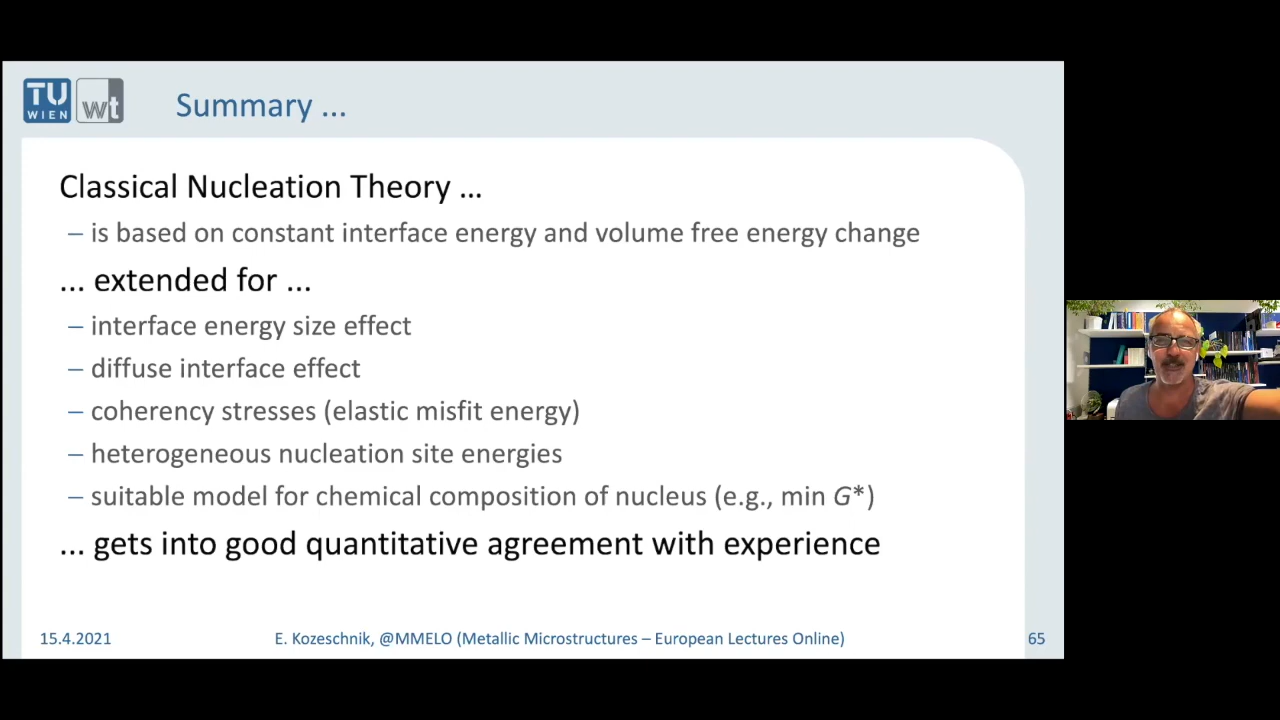 TU
WIEN
wt
Summary ...
Classical Nucleation Theory ...
– is based on constant interface energy and volume free energy change
... extended for ...
– interface energy size effect
– diffuse interface effect
– coherency stresses (elastic misfit energy)
– heterogeneous nucleation site energies
– suitable model for chemical composition of nucleus (e.g., min G*)
... gets into good quantitative agreement with experience
15.4.2021
E. Kozeschnik, @MMELO (Metallic Microstructures – European Lectures Online)
65